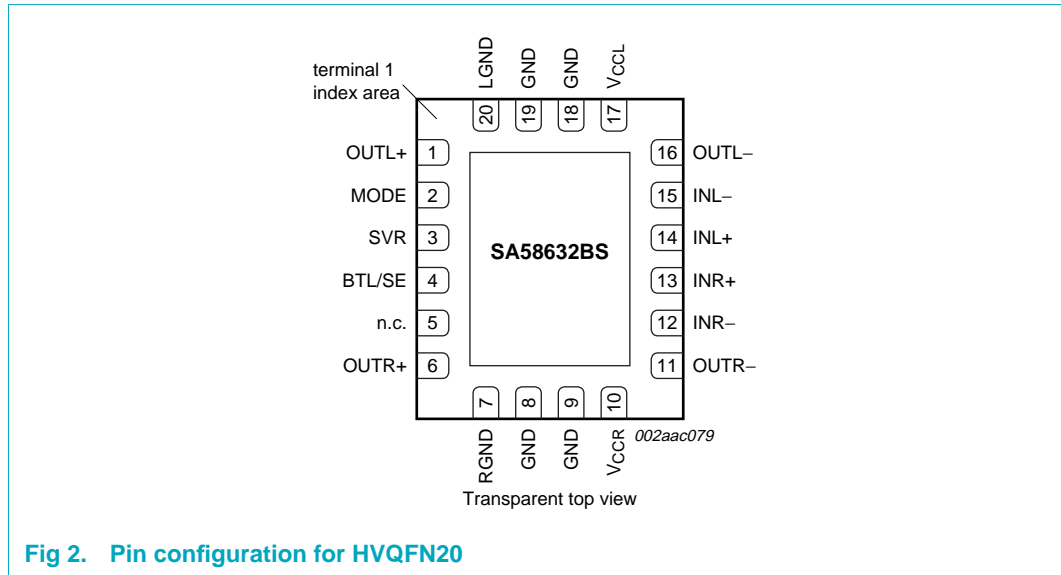 terminal 1
index area
LGND
GND
GND
VCCL
20
19
18
17
OUTL+ 1
16 OUTL−
MODE 2
15 INL−
SVR 3
14 INL+
SA58632BS
BTL/SE 4
13 INR+
n.c. 5
12 INR−
OUTR+ 6
11 OUTR−
7
8
9
10
RGND
GND
GND
VCCR
002aac079
Transparent top view
Fig 2. Pin configuration for HVQFN20